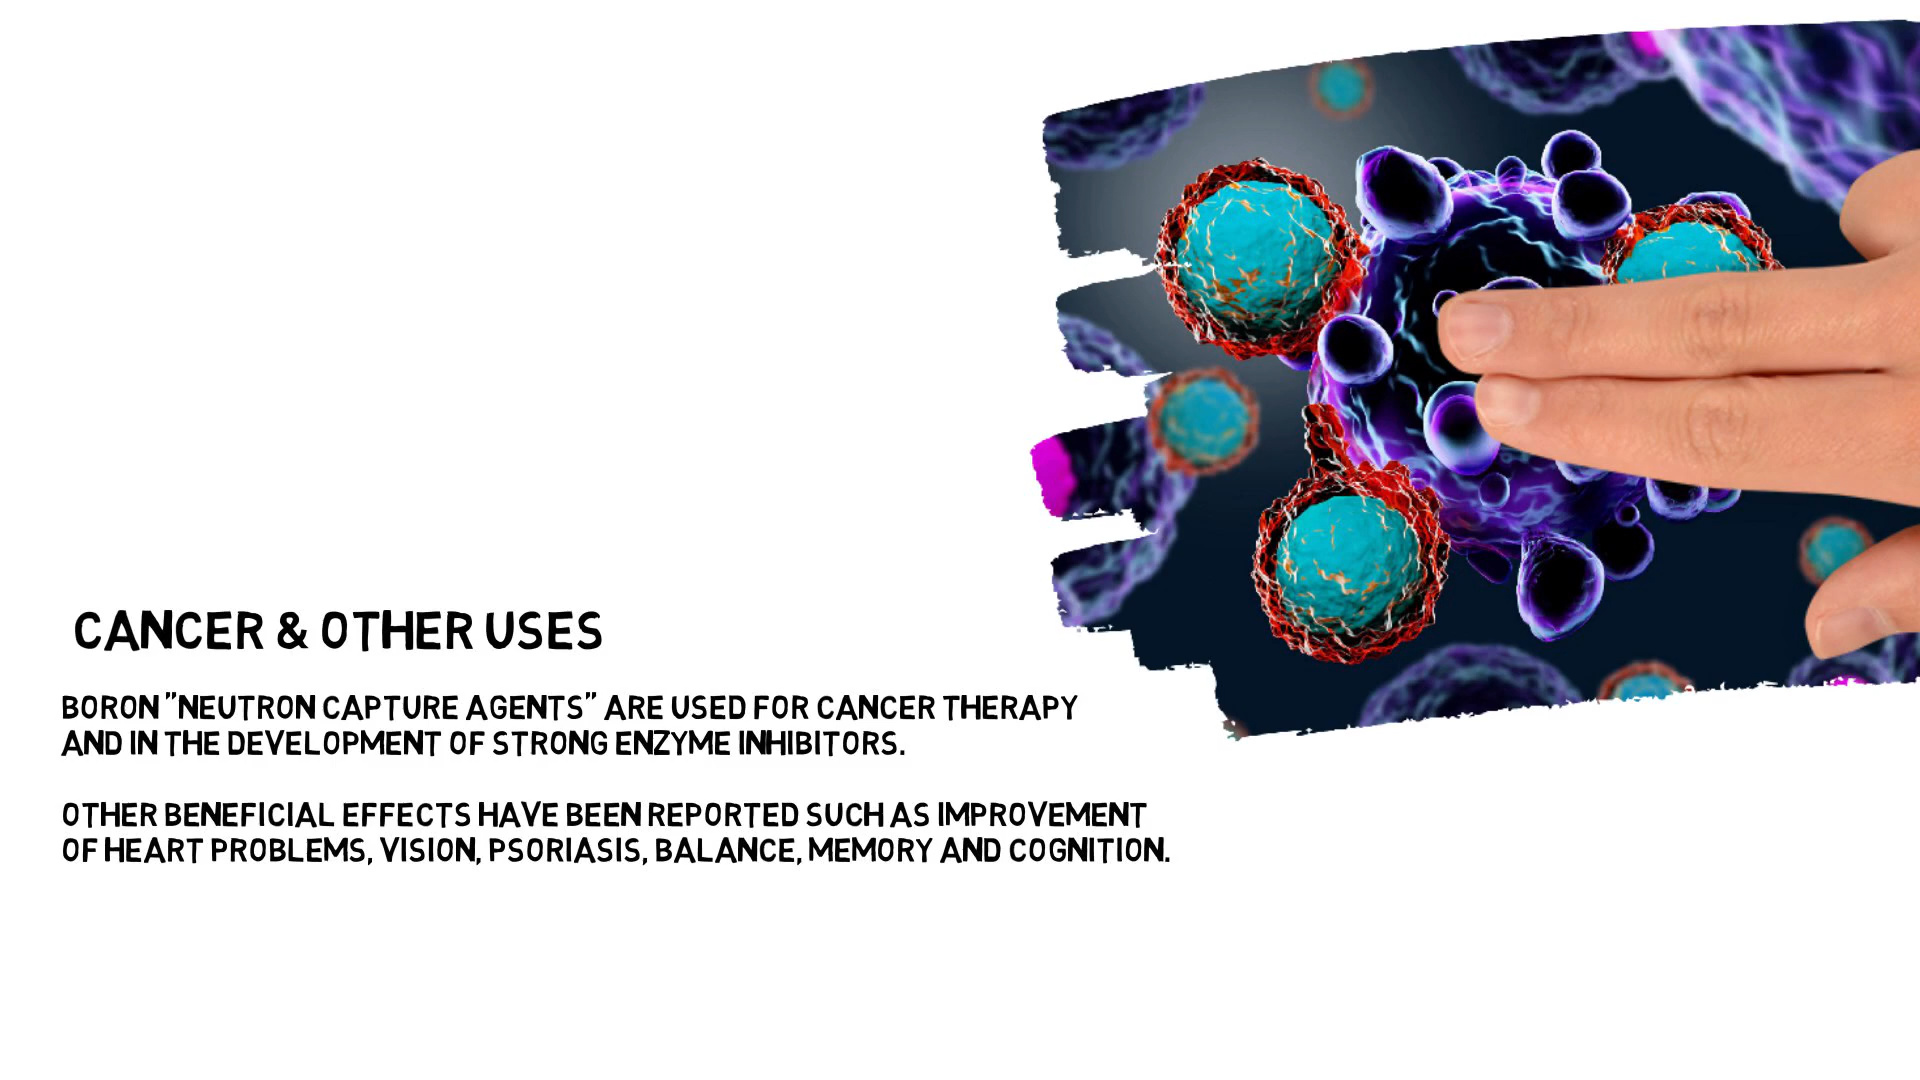 CANCER & OTHER USES
BORON "NEUTRON CAPTURE AGENTS" ARE USED FOR CANCER THERAPY
AND IN THE DEVELOPMENT OF STRONG ENZYME INHIBITORS.
OTHER BENEFICIAL EFFECTS HAVE BEEN REPORTED SUCH AS IMPROVEMENT
OF HEART PROBLEMS, VISION, PSORIASIS, BALANCE, MEMORY AND COGNITION.